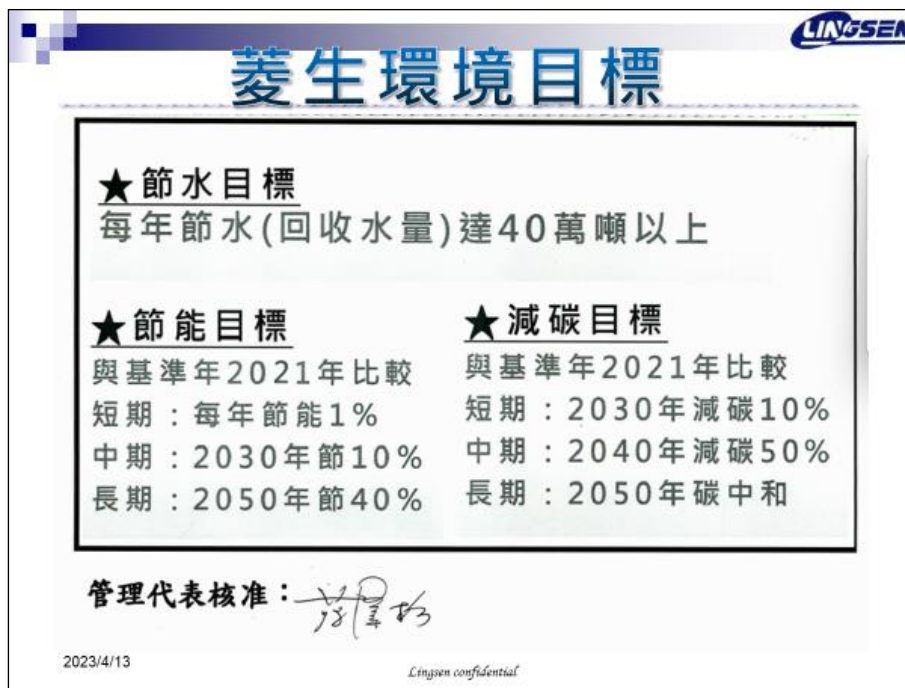 LINGSEN
菱生環境目標
★節水目標
每年節水(回收水量)達40萬噸以上
★節能目標
與基準年2021年比較
短期：每年節能1%
中期：2030年節10%
長期：2050年節40%
★減碳目標
與基準年2021年比較
短期：2030年減碳10%
中期：2040年減碳50%
長期：2050年碳中和
管理代表核准：
2023/4/13
Lingsen confidential